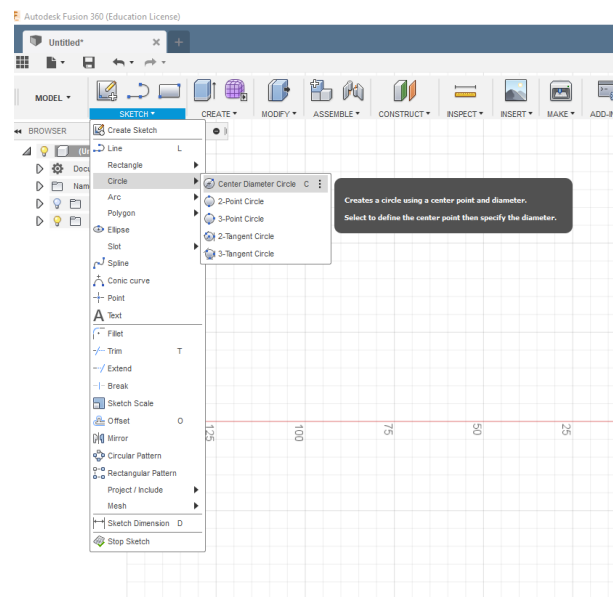 Autodesk Fusion 360 (Education License)
Untitled*
MODEL
SKETCH
CREATE
MODIFY
ASSEMBLE
CONSTRUCT
INSPECT
INSERT
MAKE
BROWSER
Create Sketch
Line L
Rectangle
Circle
Arc
Polygon
Ellipse
Slot
Spline
Conic curve
Point
Text
Fillet
Trim T
Extend
Break
Sketch Scale
Offset O
Mirror
Circular Pattern
Rectangular Pattern
Project / Include
Mesh
Sketch Dimension D
Stop Sketch
Center Diameter Circle C
2-Point Circle
3-Point Circle
2-Tangent Circle
3-Tangent Circle
Creates a circle using a center point and diameter.
Select to define the center point then specify the diameter.
125
100
75
50
25